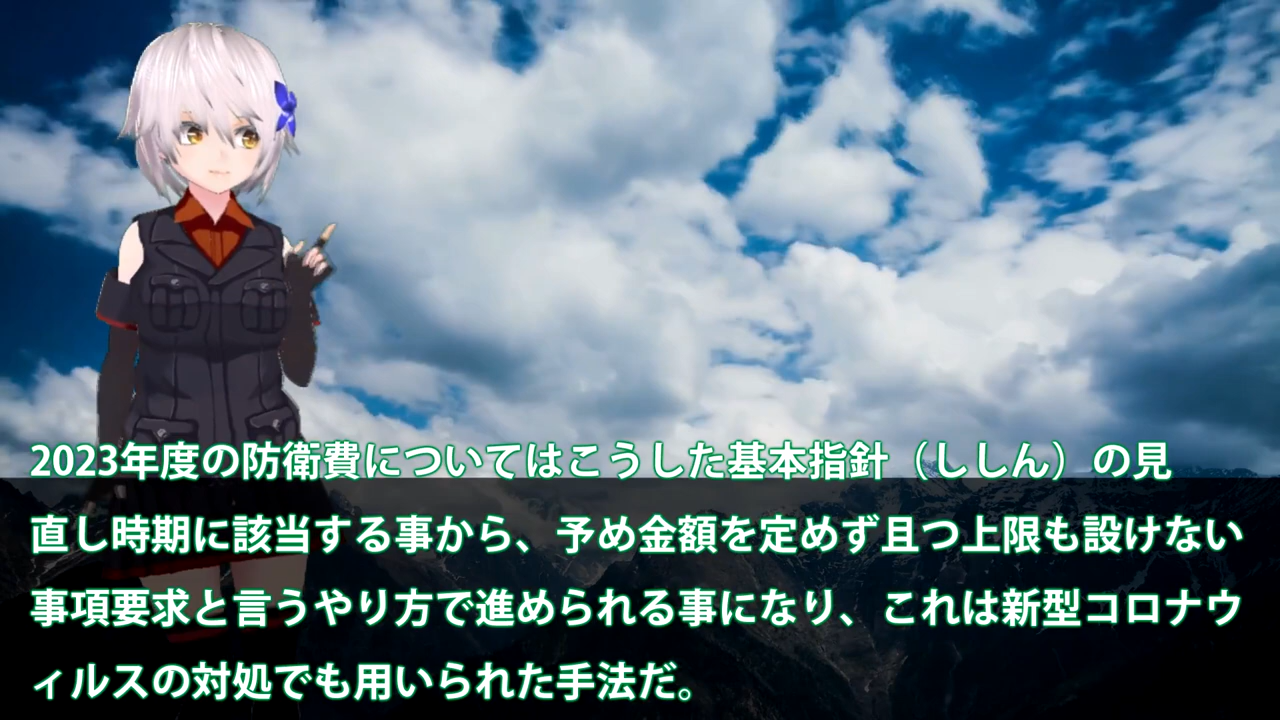 2023年度の防衛費についてはこうした基本指針（ししん）の見
直し時期に該当する事から、予め金額を定めず且つ上限も設けない
事項要求と言うやり方で進められる事になり、これは新型コロナウ
ィルスの対処でも用いられた手法だ。